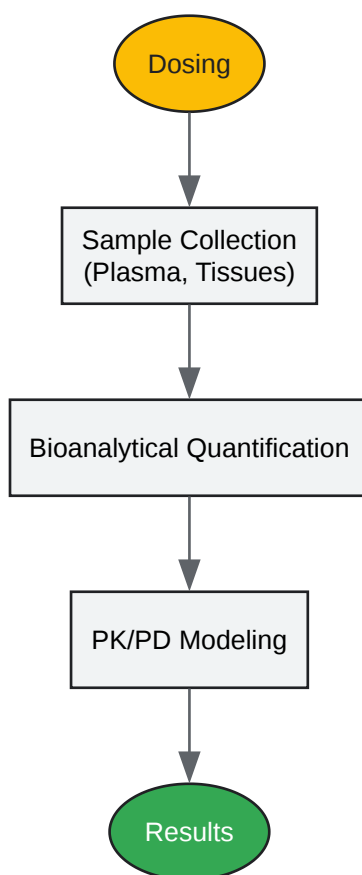 Dosing
Sample Collection
(Plasma, Tissues)
Bioanalytical Quantification
PK/PD Modeling
Results